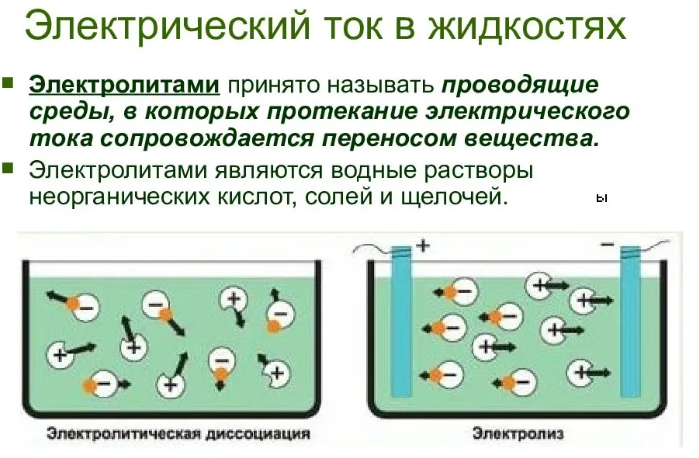 Электрический ток в жидкостях
Электролитами принято называть проводящие
среды, в которых протекание электрического
тока сопровождается переносом вещества.
Электролитами являются водные растворы
неорганических кислот, солей и щелочей.
ы
+ −
− − + − − +
+ + − + − +
+ + − + − +
− + − +
Электролитическая диссоциация
Электролиз